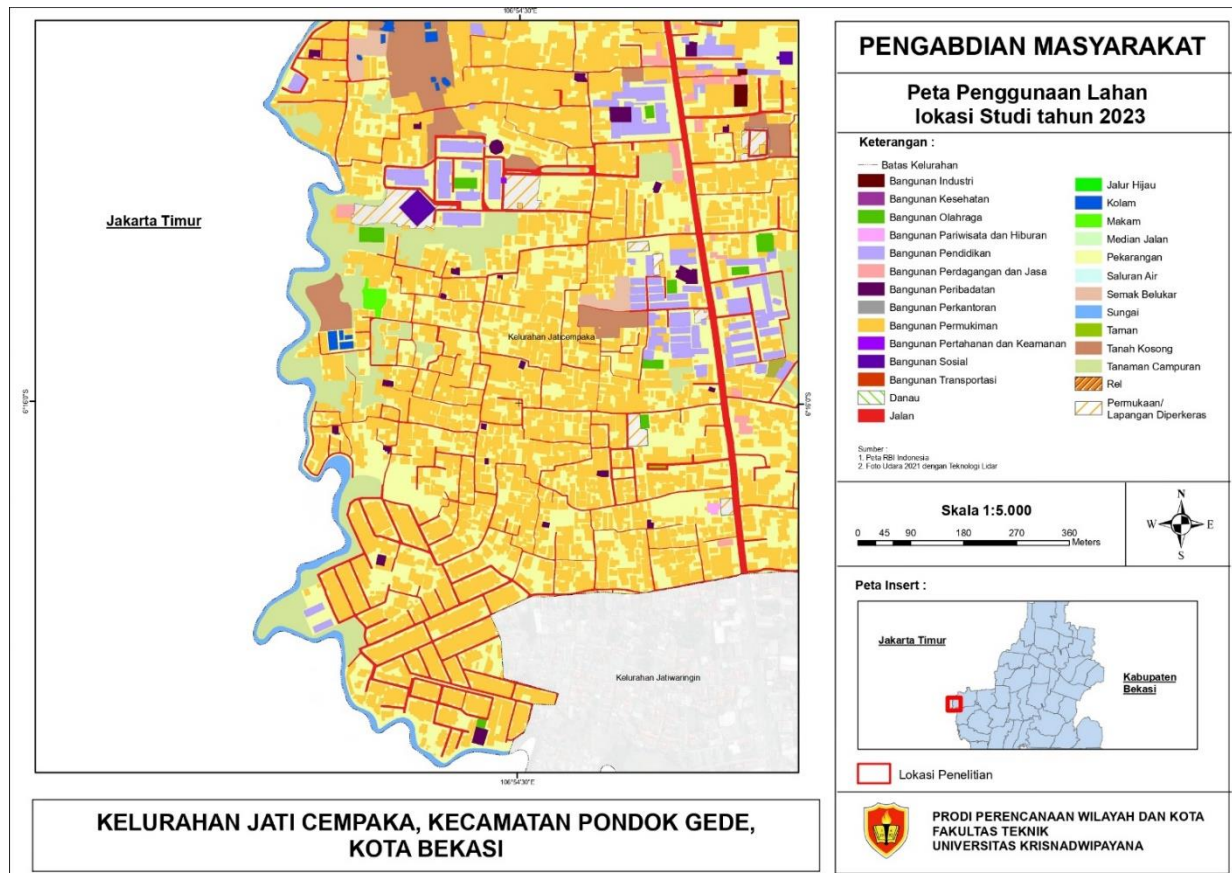 106°54'30"E
Jakarta Timur
Kelurahan Jaticempaka
6°16'0"S
6°16'0"S
Kelurahan Jatiwaringin
106°54'30"E
KELURAHAN JATI CEMPAKA, KECAMATAN PONDOK GEDE,
KOTA BEKASI
PENGABDIAN MASYARAKAT
Peta Penggunaan Lahan
lokasi Studi tahun 2023
Keterangan :
Batas Kelurahan
Bangunan Industri
Bangunan Kesehatan
Bangunan Olahraga
Bangunan Pariwisata dan Hiburan
Bangunan Pendidikan
Bangunan Perdagangan dan Jasa
Bangunan Peribadatan
Bangunan Perkantoran
Bangunan Permukiman
Bangunan Pertahanan dan Keamanan
Bangunan Sosial
Bangunan Transportasi
Danau
Jalan
Jalur Hijau
Kolam
Makam
Median Jalan
Pekarangan
Saluran Air
Semak Belukar
Sungai
Taman
Tanah Kosong
Tanaman Campuran
Rel
Permukaan/
Lapangan Diperkeras
Sumber :
1. Peta RBI Indonesia
2. Foto Udara 2021 dengan Teknologi Lidar
Skala 1:5.000
0 45 90 180 270 360
Meters
N
W E
S
Peta Insert :
Jakarta Timur
Kabupaten
Bekasi
Lokasi Penelitian
PRODI PERENCANAAN WILAYAH DAN KOTA
FAKULTAS TEKNIK
UNIVERSITAS KRISNADWIPAYANA